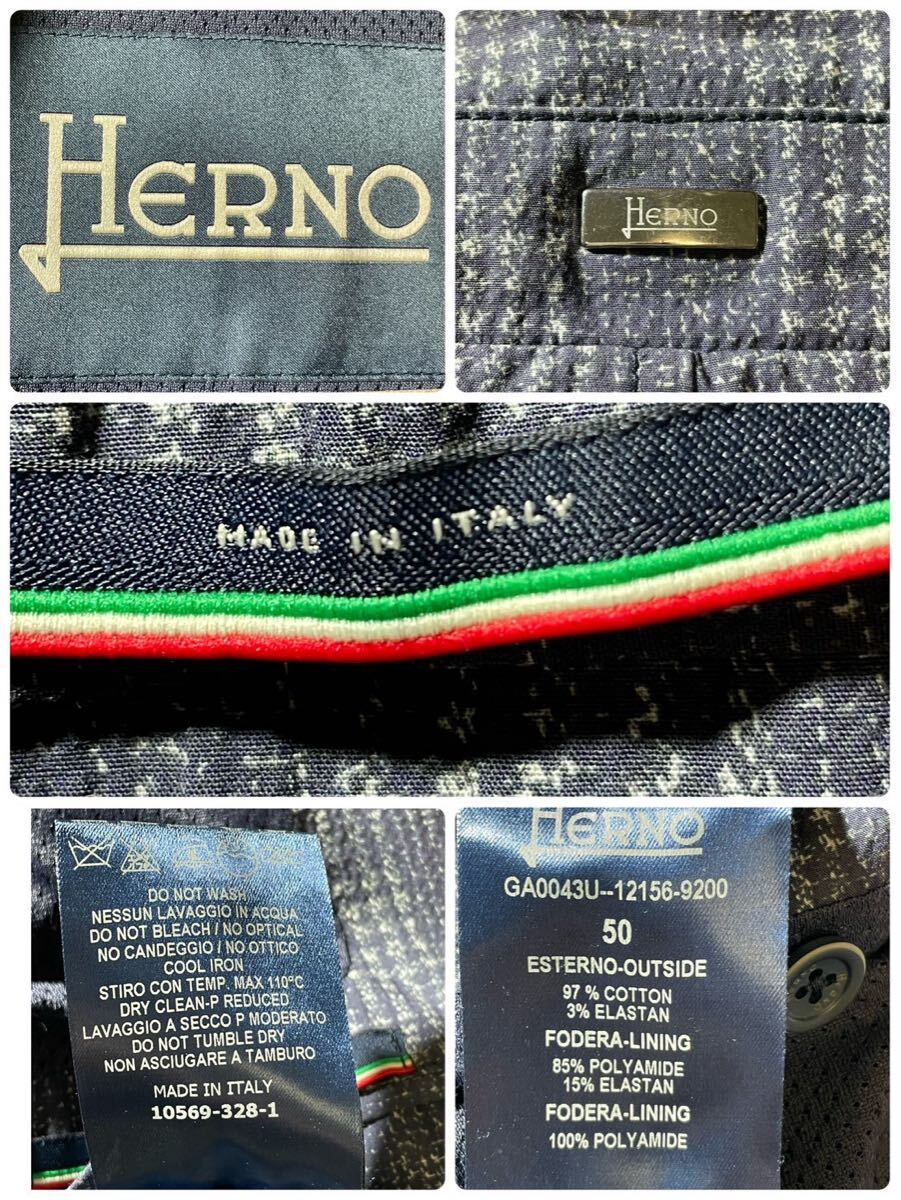 HERNO
HERNO
MADE IN ITALY
DO NOT WASH
NESSUN LAVAGGIO IN ACQUA
DO NOT BLEACH / NO OPTICAL
NO CANDEGGIO / NO OTTICO
COOL IRON
STIRO CON TEMP. MAX 110°C
DRY CLEAN-P REDUCED
LAVAGGIO A SECCO P MODERATO
DO NOT TUMBLE DRY
NON ASCIUGARE A TAMBURO
MADE IN ITALY
10569-328-1
HERNO
GA0043U--12156-9200
50
ESTERNO-OUTSIDE
97 % COTTON
3% ELASTAN
FODERA-LINING
85% POLYAMIDE
15% ELASTAN
FODERA-LINING
100% POLYAMIDE